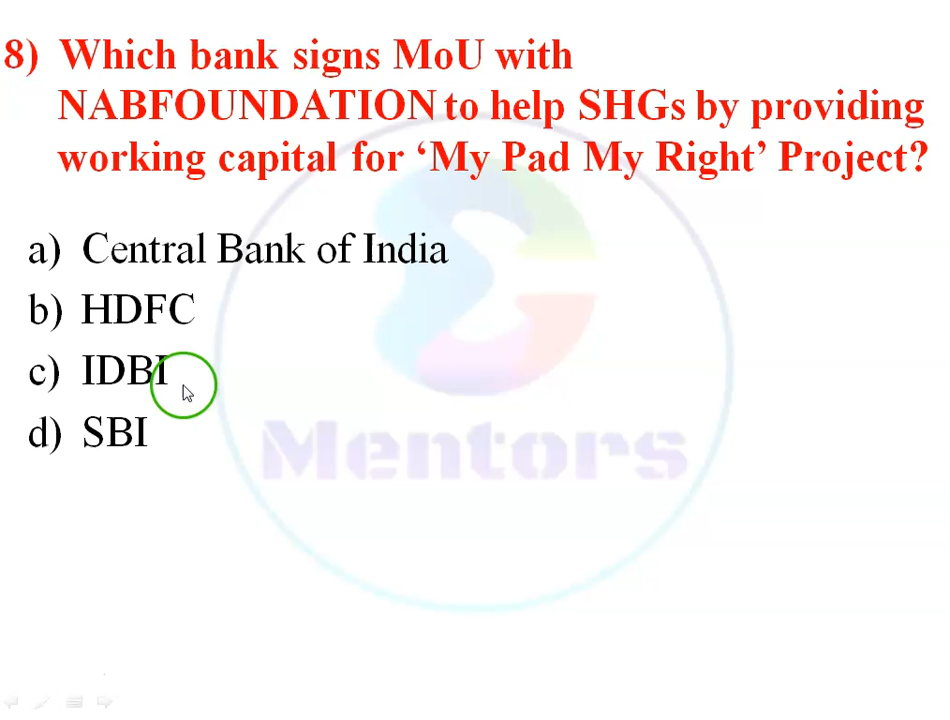 8) Which bank signs MoU with
NABFOUNDATION to help SHGs by providing
working capital for ‘My Pad My Right’ Project?
a) Central Bank of India
b) HDFC
c) IDBI
d) SBI
Mentors